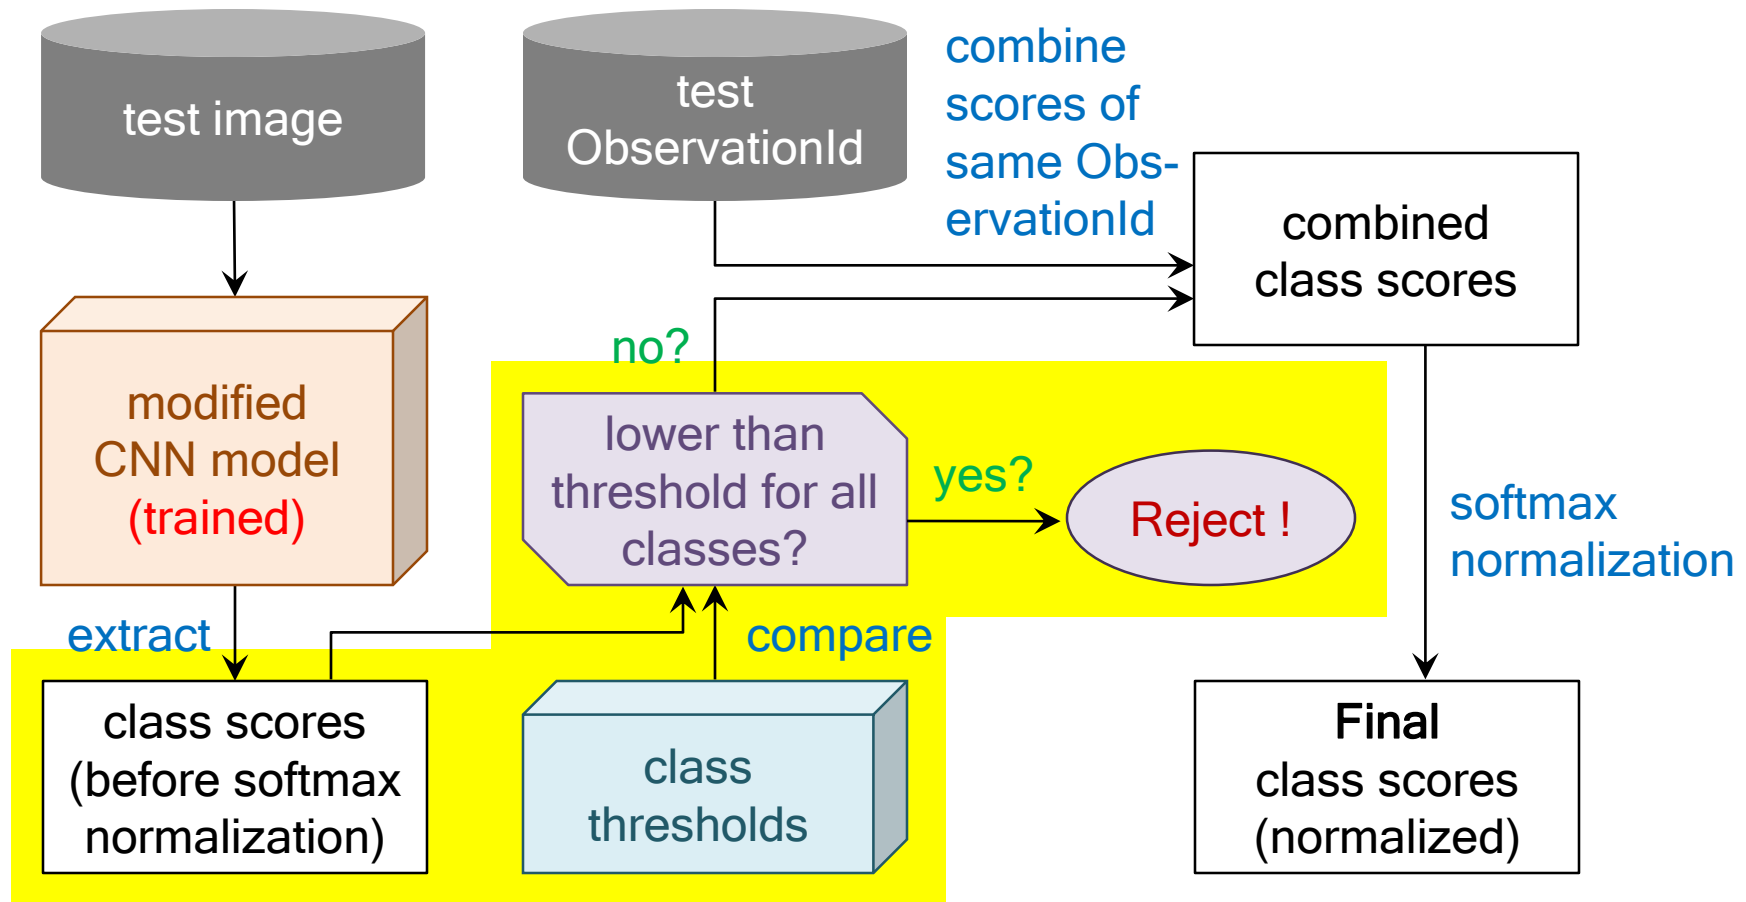 test image
test
ObservationId
combine
scores of
same Obs-
ervationId
combined
class scores
no?
modified
CNN model
(trained)
lower than
threshold for all
classes?
yes?
Reject !
softmax
normalization
extract
compare
class scores
(before softmax
normalization)
class
thresholds
Final
class scores
(normalized)